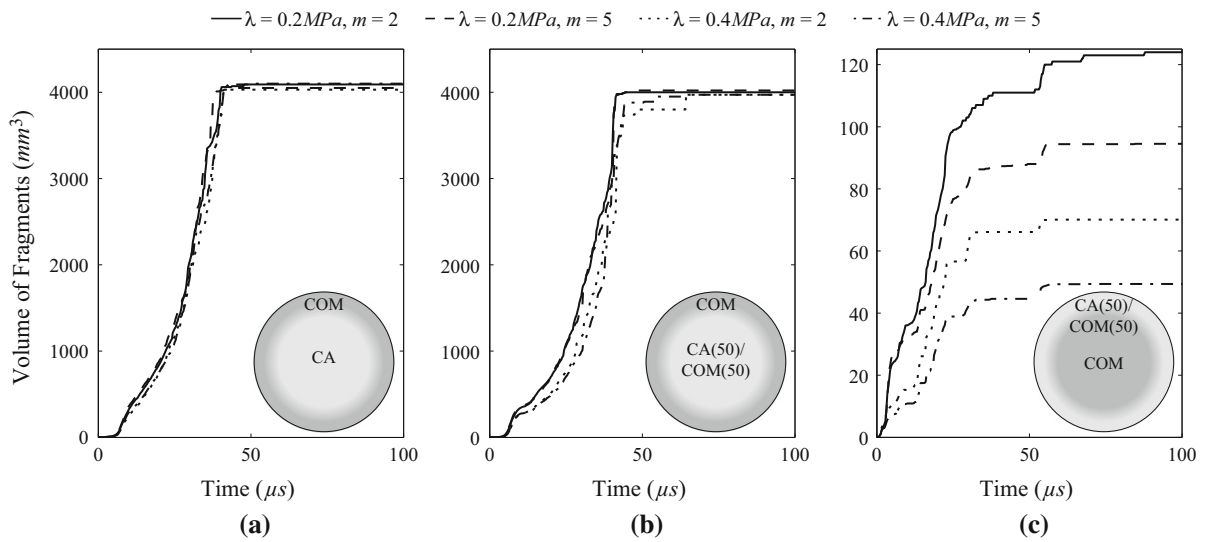 λ = 0.2MPa, m = 2 λ = 0.2MPa, m = 5 λ = 0.4MPa, m = 2 λ = 0.4MPa, m = 5
Volume of Fragments (mm³)
4000
3000
2000
1000
0
0 50 100
Time (μs)
(a)
COM
CA
4000
3000
2000
1000
0
0 50 100
Time (μs)
(b)
COM
CA(50)/
COM(50)
120
100
80
60
40
20
0
0 50 100
Time (μs)
(c)
CA(50)/
COM(50)
COM